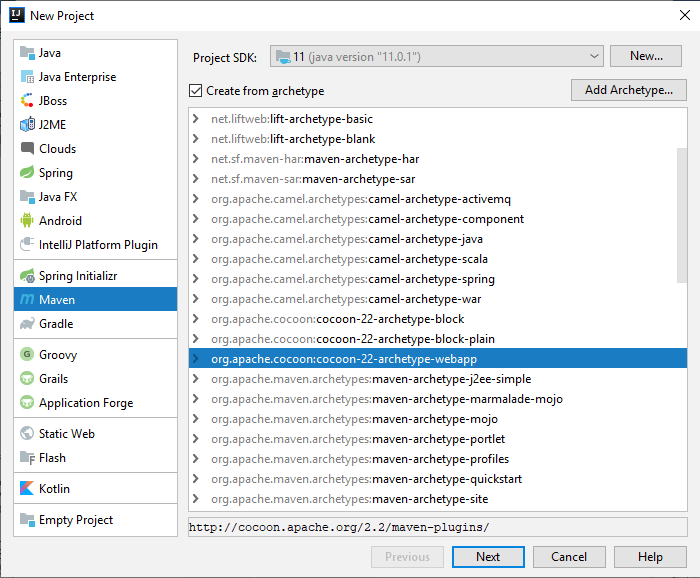 New Project
Java
Java Enterprise
JBoss
J2ME
Clouds
Spring
Java FX
Android
IntelliJ Platform Plugin
Spring Initializr
Maven
Gradle
Groovy
Grails
Application Forge
Static Web
Flash
Kotlin
Empty Project
Project SDK: 11 (java version "11.0.1") New...
Create from archetype Add Archetype...
net.liftweb:lift-archetype-basic
net.liftweb:lift-archetype-blank
net.sf.maven-har:maven-archetype-har
net.sf.maven-sar:maven-archetype-sar
org.apache.camel.archetypes:camel-archetype-activemq
org.apache.camel.archetypes:camel-archetype-component
org.apache.camel.archetypes:camel-archetype-java
org.apache.camel.archetypes:camel-archetype-scala
org.apache.camel.archetypes:camel-archetype-spring
org.apache.camel.archetypes:camel-archetype-war
org.apache.cocoon:cocoon-22-archetype-block
org.apache.cocoon:cocoon-22-archetype-block-plain
org.apache.cocoon:cocoon-22-archetype-webapp
org.apache.maven.archetypes:maven-archetype-j2ee-simple
org.apache.maven.archetypes:maven-archetype-marmalade-mojo
org.apache.maven.archetypes:maven-archetype-mojo
org.apache.maven.archetypes:maven-archetype-portlet
org.apache.maven.archetypes:maven-archetype-profiles
org.apache.maven.archetypes:maven-archetype-quickstart
org.apache.maven.archetypes:maven-archetype-site
http://cocoon.apache.org/2.2/maven-plugins/
Previous Next Cancel Help